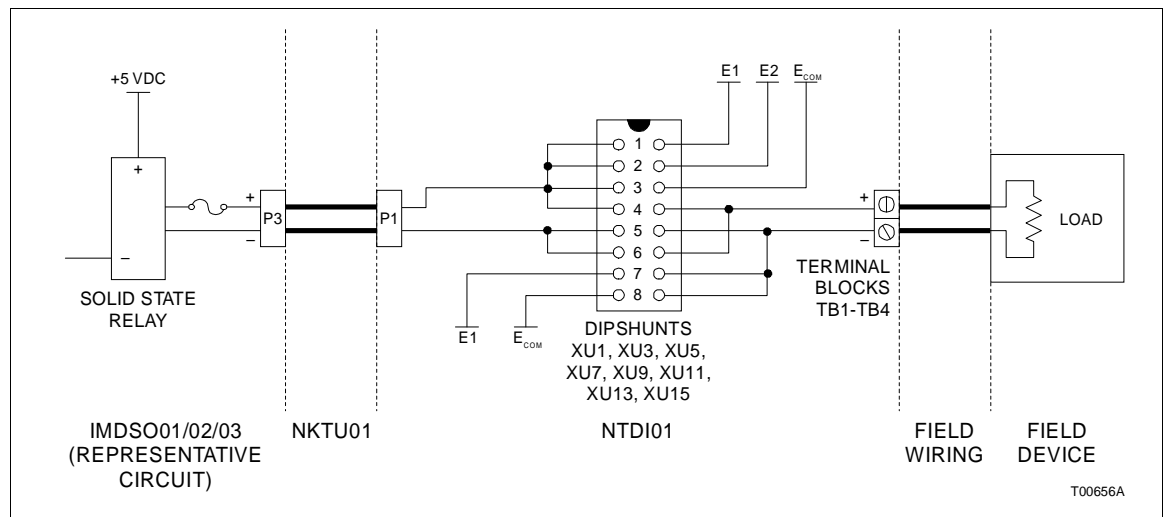 +5 VDC
+
−
SOLID STATE
RELAY
+
P3
−
P1
E1 E2 ECOM
1
2
3
4
5
6
7
8
E1 ECOM
DIPSHUNTS
XU1, XU3, XU5,
XU7, XU9, XU11,
XU13, XU15
+
−
TERMINAL
BLOCKS
TB1-TB4
LOAD
IMDSO01/02/03
(REPRESENTATIVE
CIRCUIT)
NKTU01
NTDI01
FIELD
WIRING
FIELD
DEVICE
T00656A